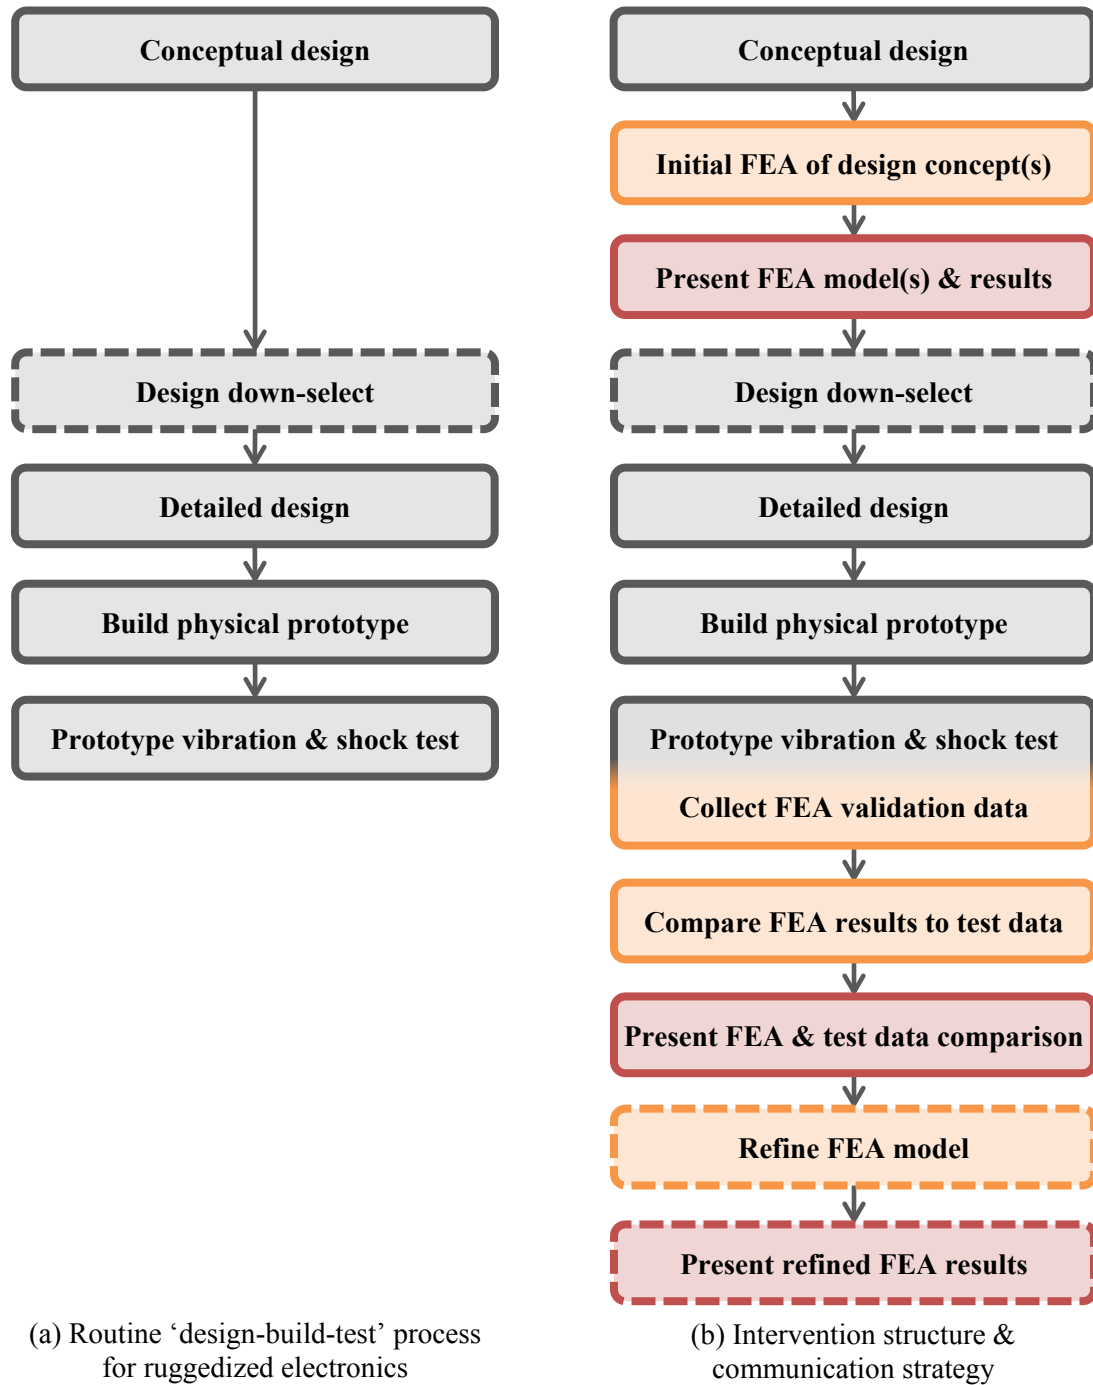 Conceptual design
Design down-select
Detailed design
Build physical prototype
Prototype vibration & shock test
(a) Routine ‘design-build-test’ process
for ruggedized electronics
Conceptual design
Initial FEA of design concept(s)
Present FEA model(s) & results
Design down-select
Detailed design
Build physical prototype
Prototype vibration & shock test
Collect FEA validation data
Compare FEA results to test data
Present FEA & test data comparison
Refine FEA model
Present refined FEA results
(b) Intervention structure &
communication strategy